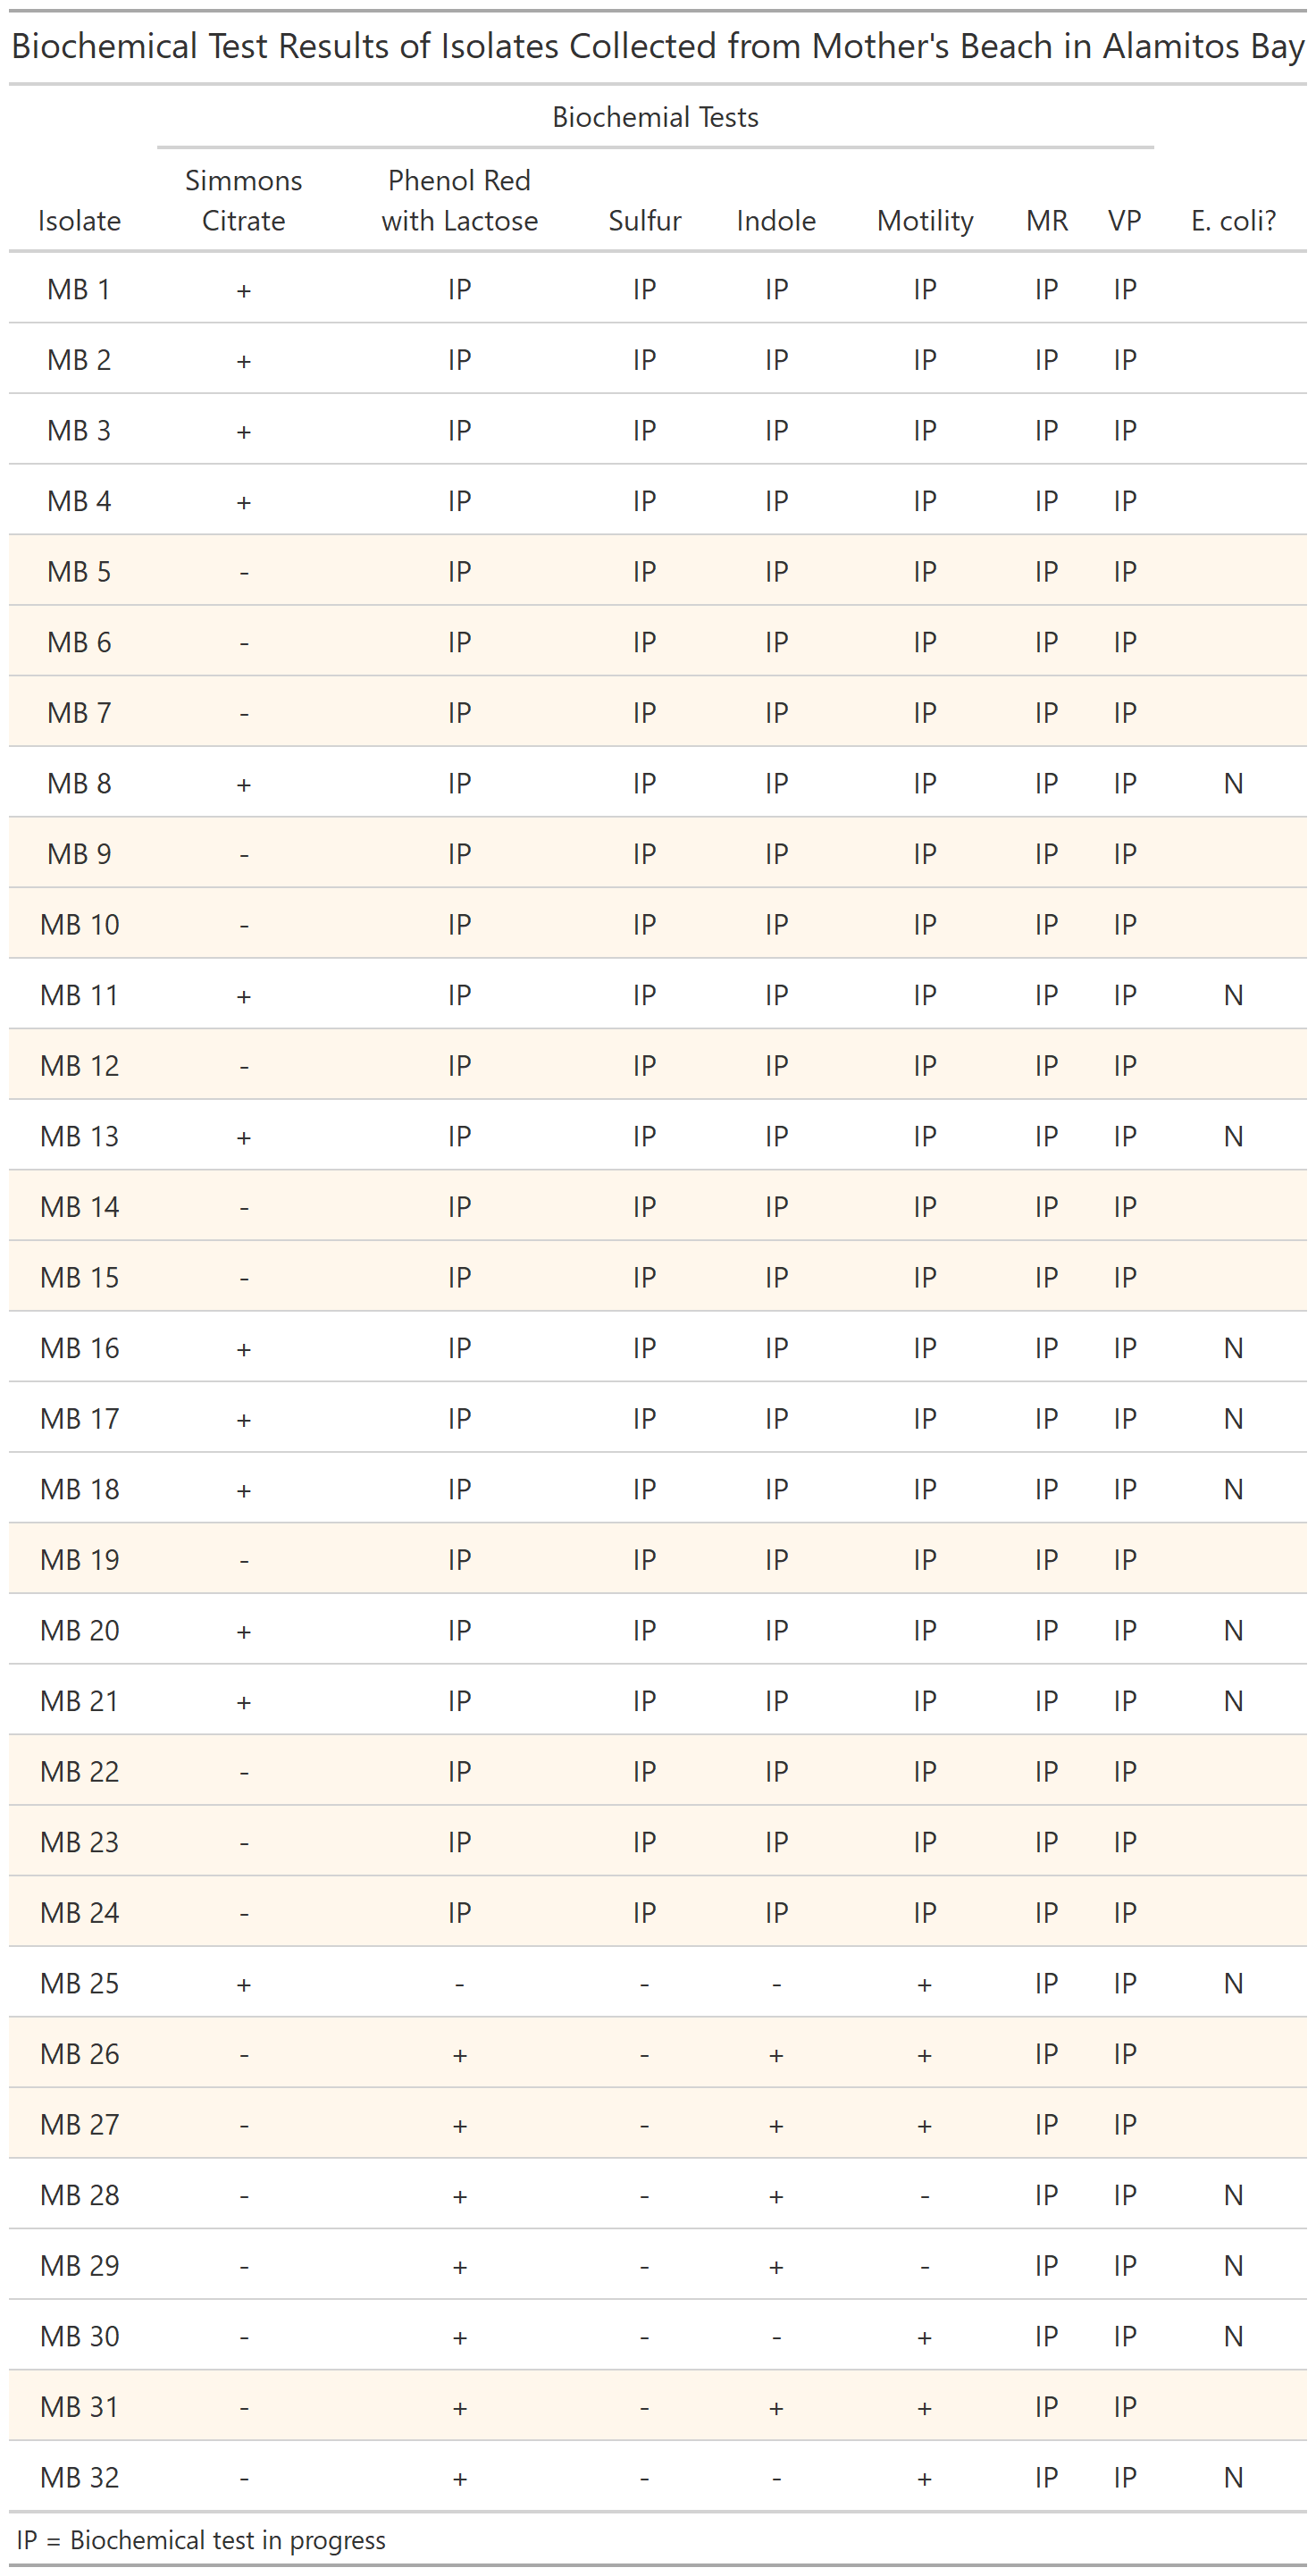 Biochemical Test Results of Isolates Collected from Mother's Beach in Alamitos Bay
Biochemial Tests
Isolate Simmons Citrate Phenol Red with Lactose Sulfur Indole Motility MR VP E. coli?
MB 1 + IP IP IP IP IP IP
MB 2 + IP IP IP IP IP IP
MB 3 + IP IP IP IP IP IP
MB 4 + IP IP IP IP IP IP
MB 5 - IP IP IP IP IP IP
MB 6 - IP IP IP IP IP IP
MB 7 - IP IP IP IP IP IP
MB 8 + IP IP IP IP IP IP N
MB 9 - IP IP IP IP IP IP
MB 10 - IP IP IP IP IP IP
MB 11 + IP IP IP IP IP IP N
MB 12 - IP IP IP IP IP IP
MB 13 + IP IP IP IP IP IP N
MB 14 - IP IP IP IP IP IP
MB 15 - IP IP IP IP IP IP
MB 16 + IP IP IP IP IP IP N
MB 17 + IP IP IP IP IP IP N
MB 18 + IP IP IP IP IP IP N
MB 19 - IP IP IP IP IP IP
MB 20 + IP IP IP IP IP IP N
MB 21 + IP IP IP IP IP IP N
MB 22 - IP IP IP IP IP IP
MB 23 - IP IP IP IP IP IP
MB 24 - IP IP IP IP IP IP
MB 25 + - - - + IP IP N
MB 26 - + - + + IP IP
MB 27 - + - + + IP IP
MB 28 - + - + - IP IP N
MB 29 - + - + - IP IP N
MB 30 - + - - + IP IP N
MB 31 - + - + + IP IP
MB 32 - + - - + IP IP N
IP = Biochemical test in progress